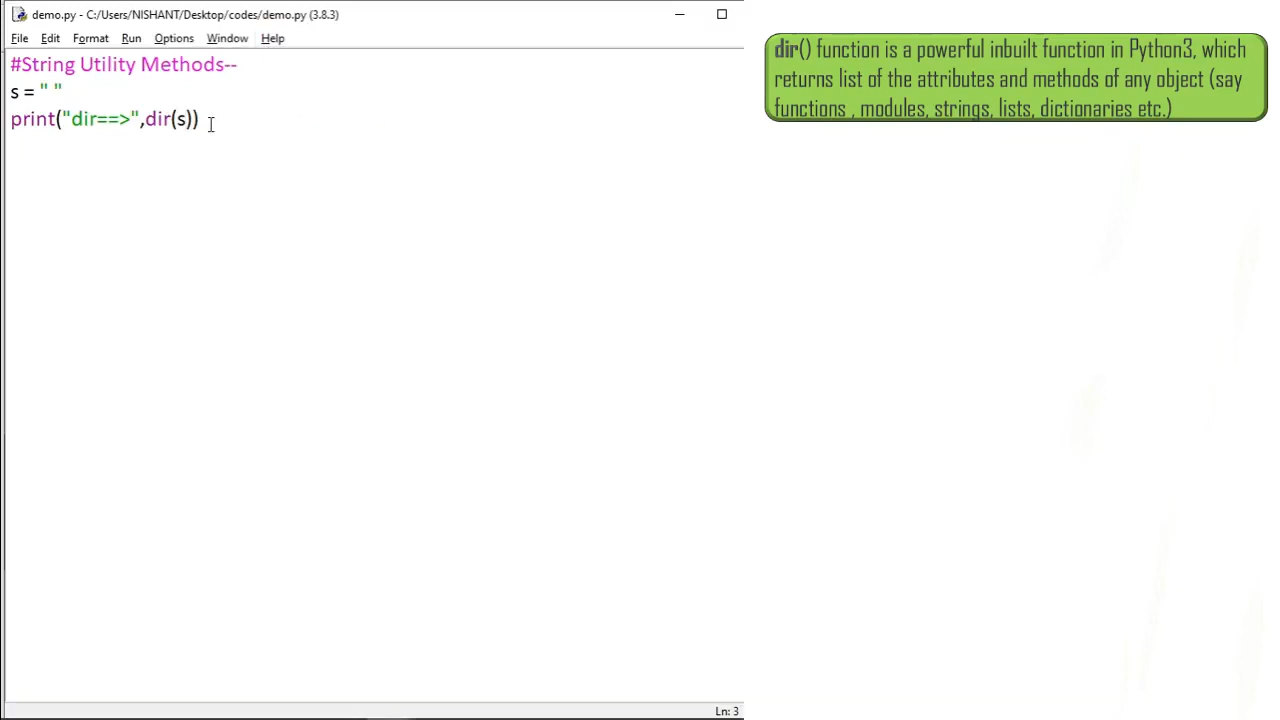 demo.py - C:/Users/NISHANT/Desktop/codes/demo.py (3.8.3)
File Edit Format Run Options Window Help
#String Utility Methods--
s = " "
print("dir==>",dir(s))
Ln: 3
dir() function is a powerful inbuilt function in Python3, which
returns list of the attributes and methods of any object (say
functions , modules, strings, lists, dictionaries etc.)